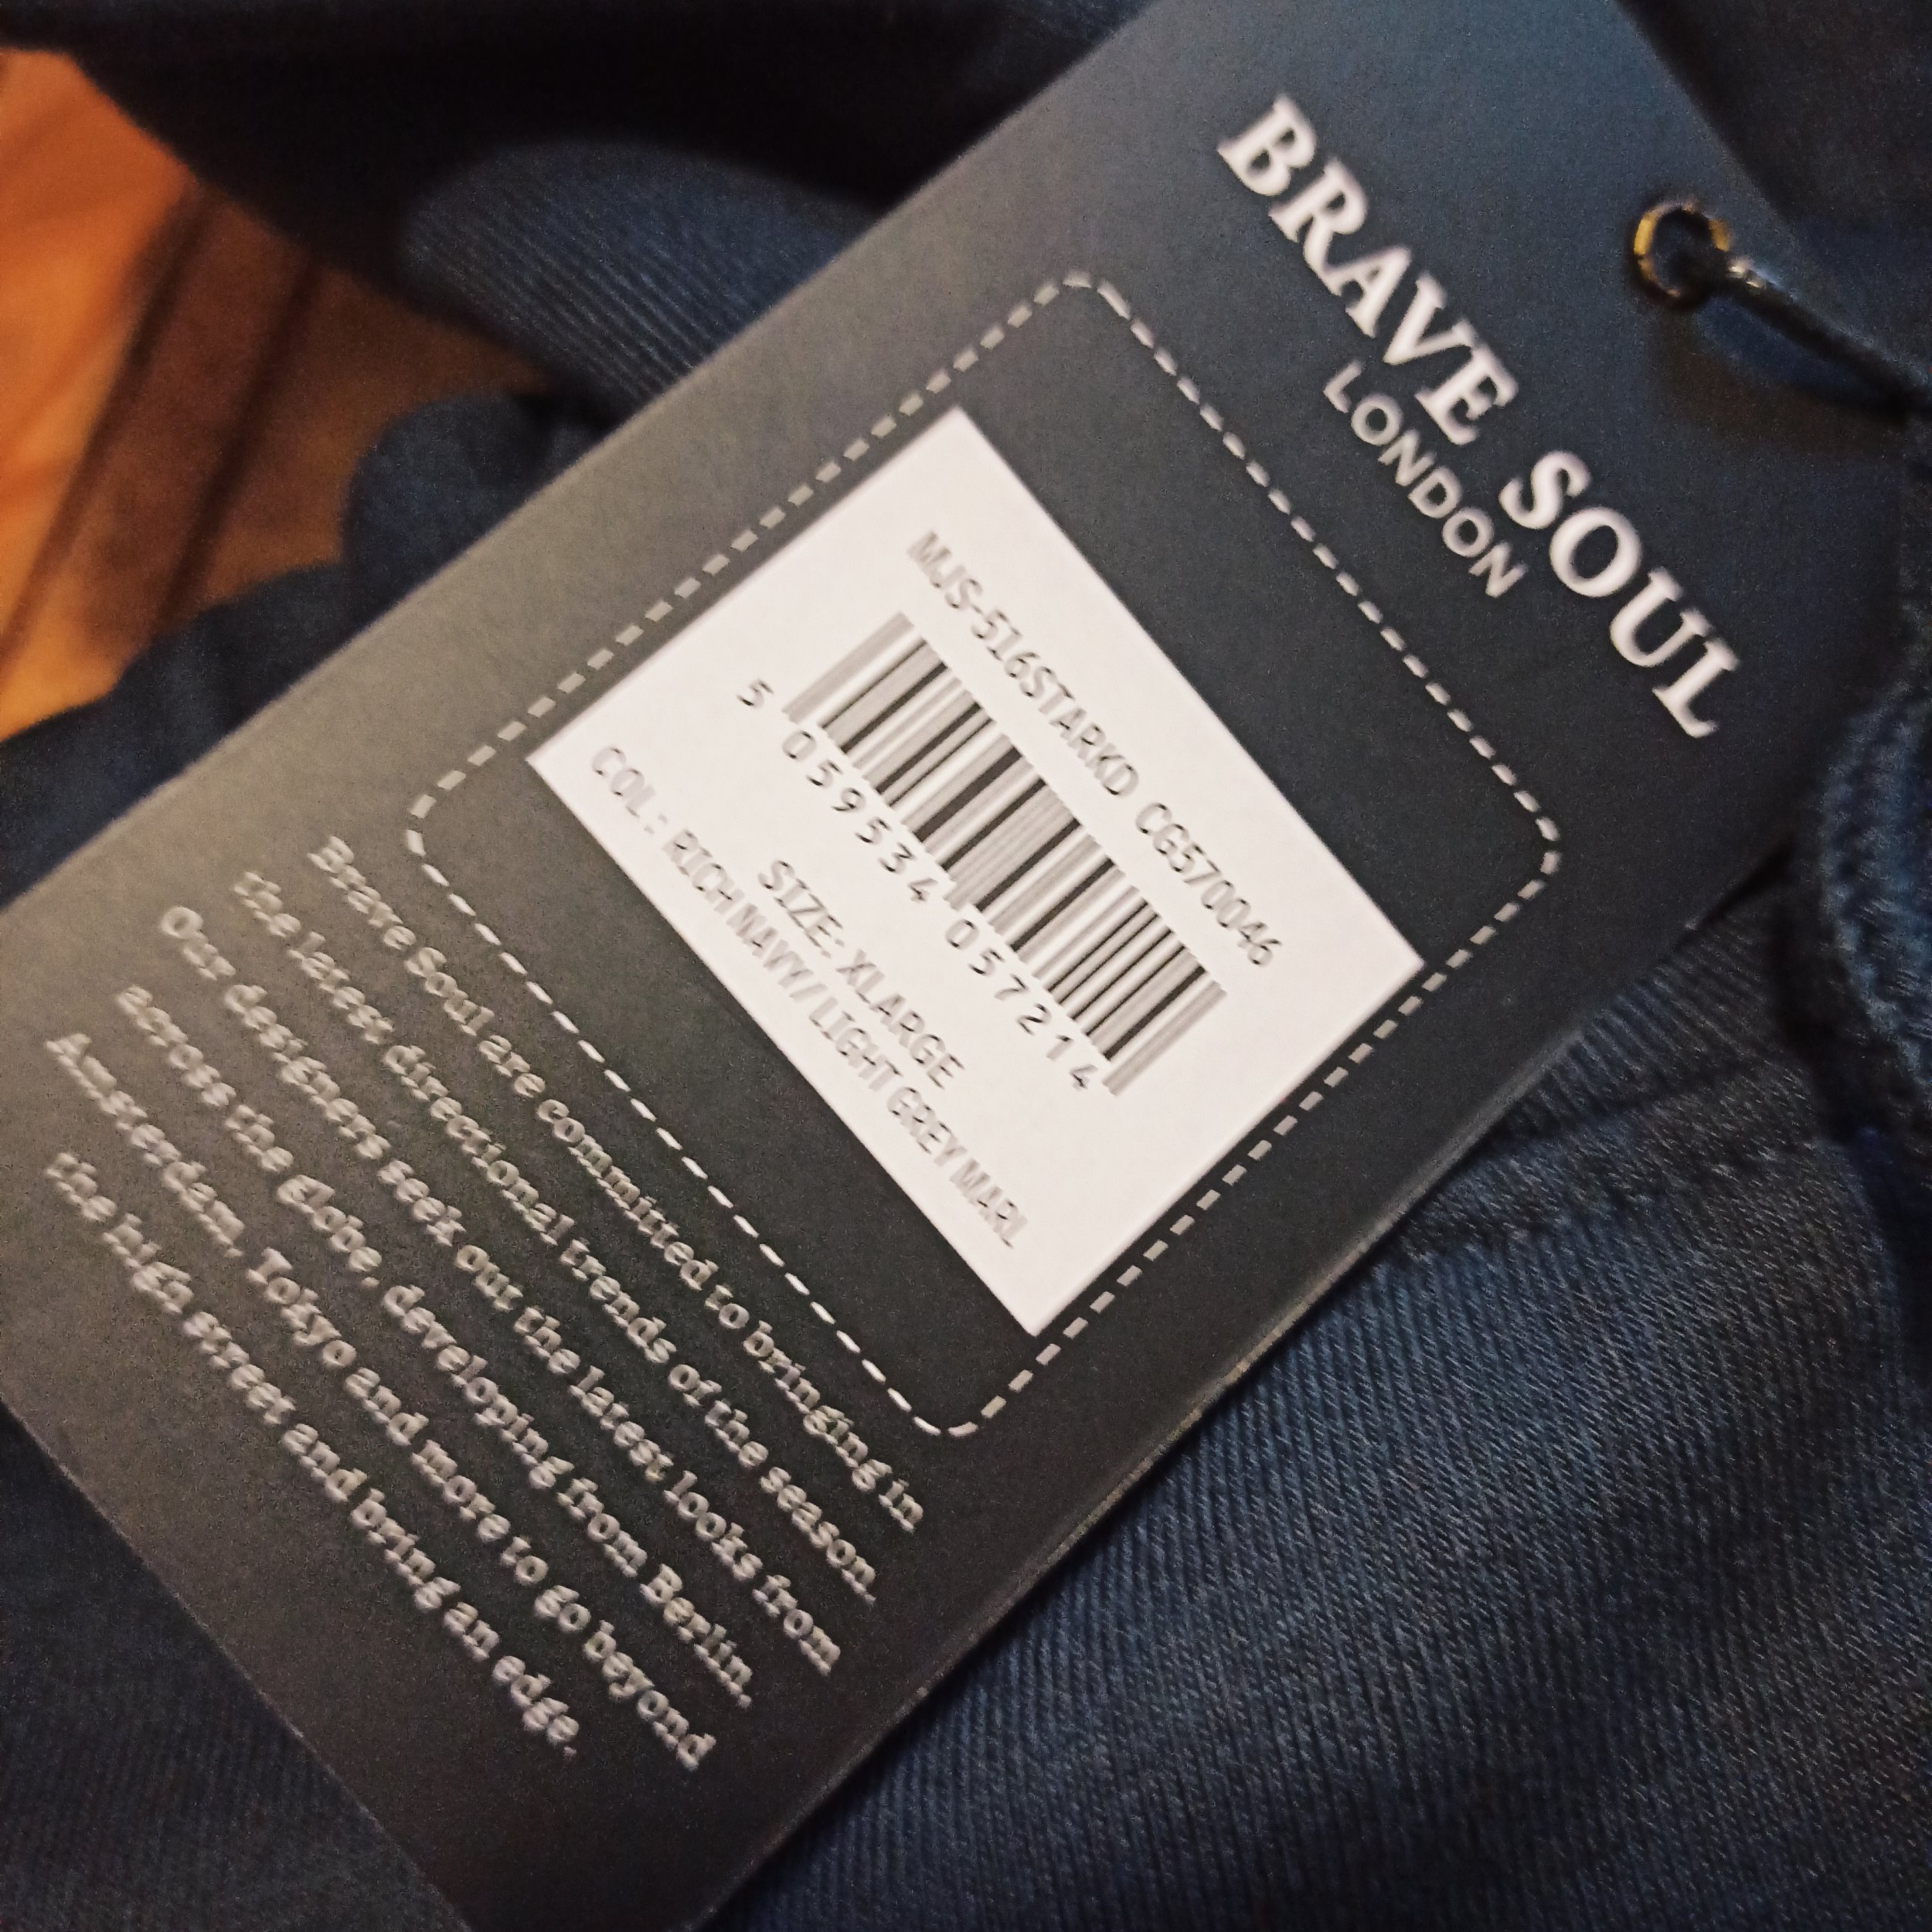 BRAVE SOUL
LONDON
MJS-516STARKD CG570046
5 059534 057214
SIZE: XLARGE
COL: RICH NAVY/ LIGHT GREY MARL
Brave Soul are committed to bringing in
the latest directional trends of the season.
Our designers seek out the latest looks from
across the globe, developing from Berlin,
Amsterdam, Tokyo and more to go beyond
the high street and bring an edge.